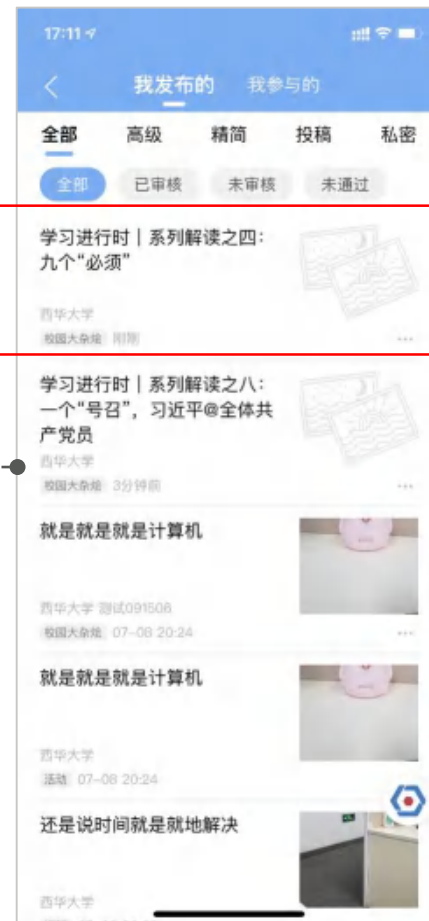 17:11
我发布的 我参与的
全部 高级 精简 投稿 私密
全部 已审核 未审核 未通过
学习进行时｜系列解读之四：
九个“必须”
西华大学
校园大杂烩 刚刚
学习进行时｜系列解读之八：
一个“号召”，习近平@全体共
产党员
西华大学
校园大杂烩 3分钟前
就是就是就是计算机
西华大学 测试091506
校园大杂烩 07-08 20:24
就是就是就是计算机
西华大学
活动 07-08 20:24
还是说时间就是就地解决
西华大学